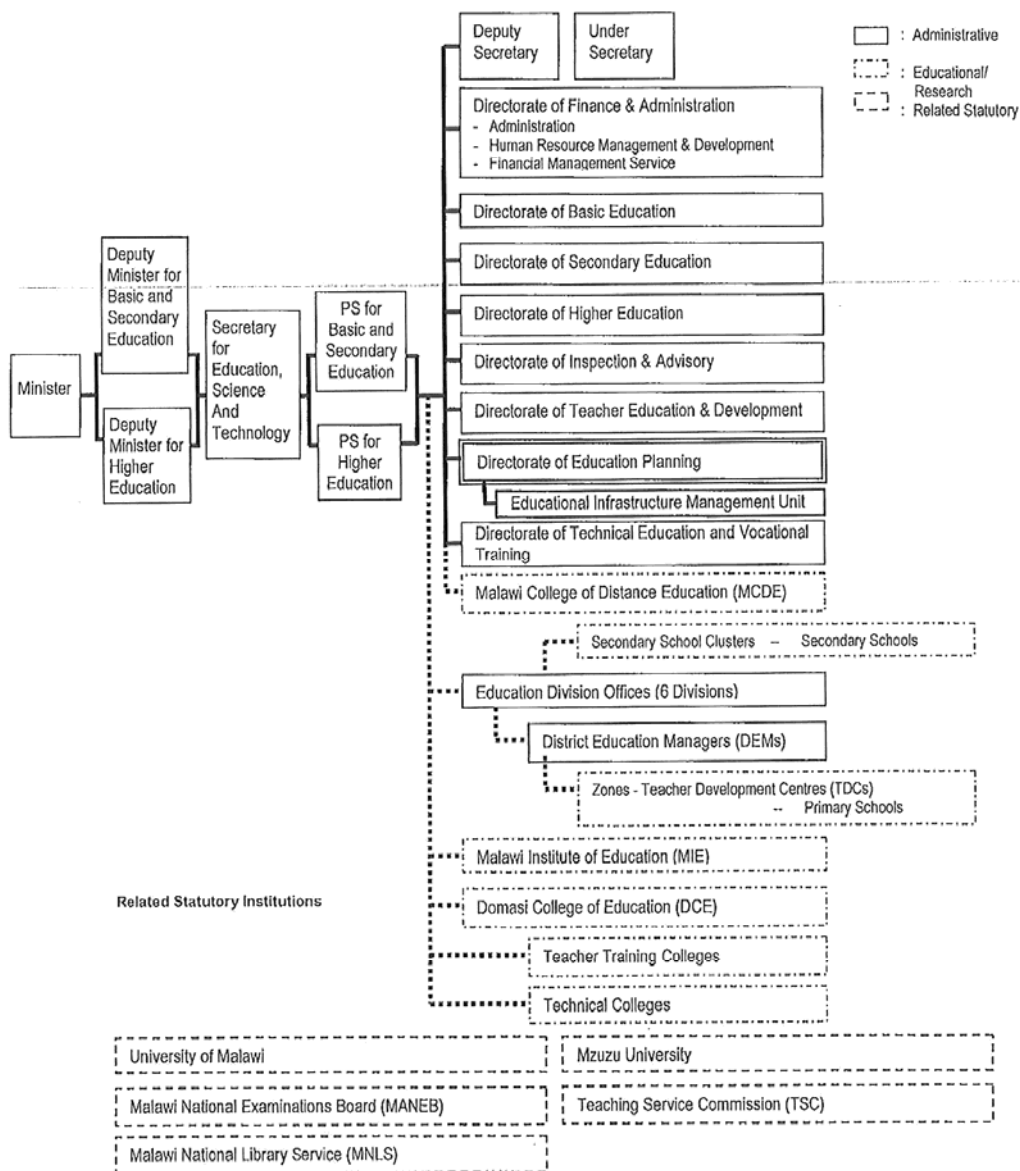 Deputy
Secretary
Under
Secretary
: Administrative
: Educational/
Research
: Related Statutory
Directorate of Finance & Administration
- Administration
- Human Resource Management & Development
- Financial Management Service
Directorate of Basic Education
Directorate of Secondary Education
Directorate of Higher Education
Directorate of Inspection & Advisory
Directorate of Teacher Education & Development
Directorate of Education Planning
Educational Infrastructure Management Unit
Directorate of Technical Education and Vocational
Training
Malawi College of Distance Education (MCDE)
Minister
Deputy
Minister for
Basic and
Secondary
Education
Deputy
Minister for
Higher
Education
Secretary
for
Education,
Science
And
Technology
PS for
Basic and
Secondary
Education
PS for
Higher
Education
Secondary School Clusters -- Secondary Schools
Education Division Offices (6 Divisions)
District Education Managers (DEMs)
Zones - Teacher Development Centres (TDCs)
-- Primary Schools
Malawi Institute of Education (MIE)
Domasi College of Education (DCE)
Teacher Training Colleges
Technical Colleges
Related Statutory Institutions
University of Malawi
Mzuzu University
Malawi National Examinations Board (MANEB)
Teaching Service Commission (TSC)
Malawi National Library Service (MNLS)